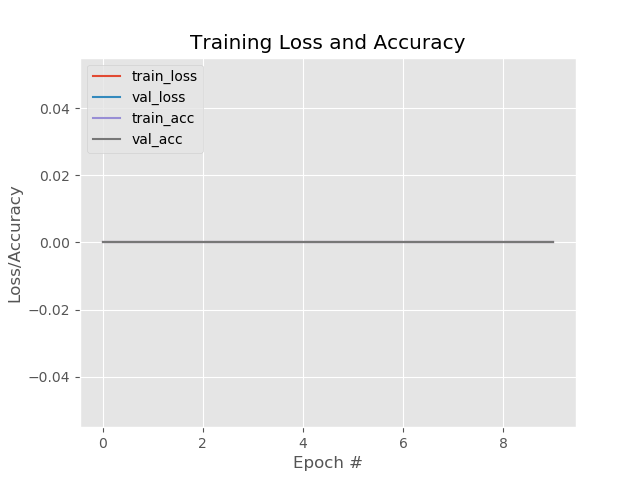 Training Loss and Accuracy
train_loss
val_loss
train_acc
val_acc
0.04
0.02
0.00
−0.02
−0.04
Loss/Accuracy
0 2 4 6 8
Epoch #